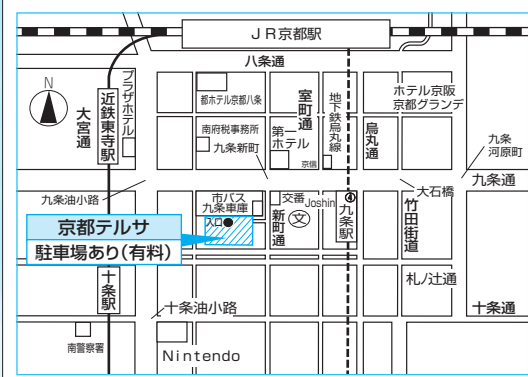 JR京都駅
八条通
N
近鉄東寺駅
大宮通
プラザホテル
都ホテル京都八条
室町通
地下鉄烏丸線
烏丸通
ホテル京阪
京都グランデ
南府税事務所
第一
ホテル
九条新町
京信
九条
河原町
九条油小路
九条通
大石橋
市バス
九条車庫
入口
交番
Joshin
文
新町通
4
九条駅
竹田街道
京都テルサ
駐車場あり(有料)
十条駅
札ノ辻通
十条油小路
十条通
南警察署
Nintendo